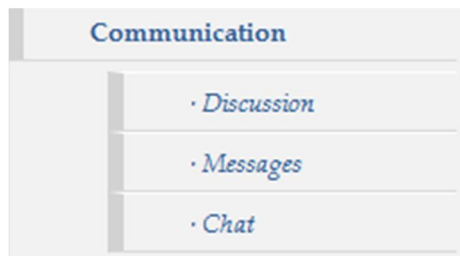 Communication
· Discussion
· Messages
· Chat